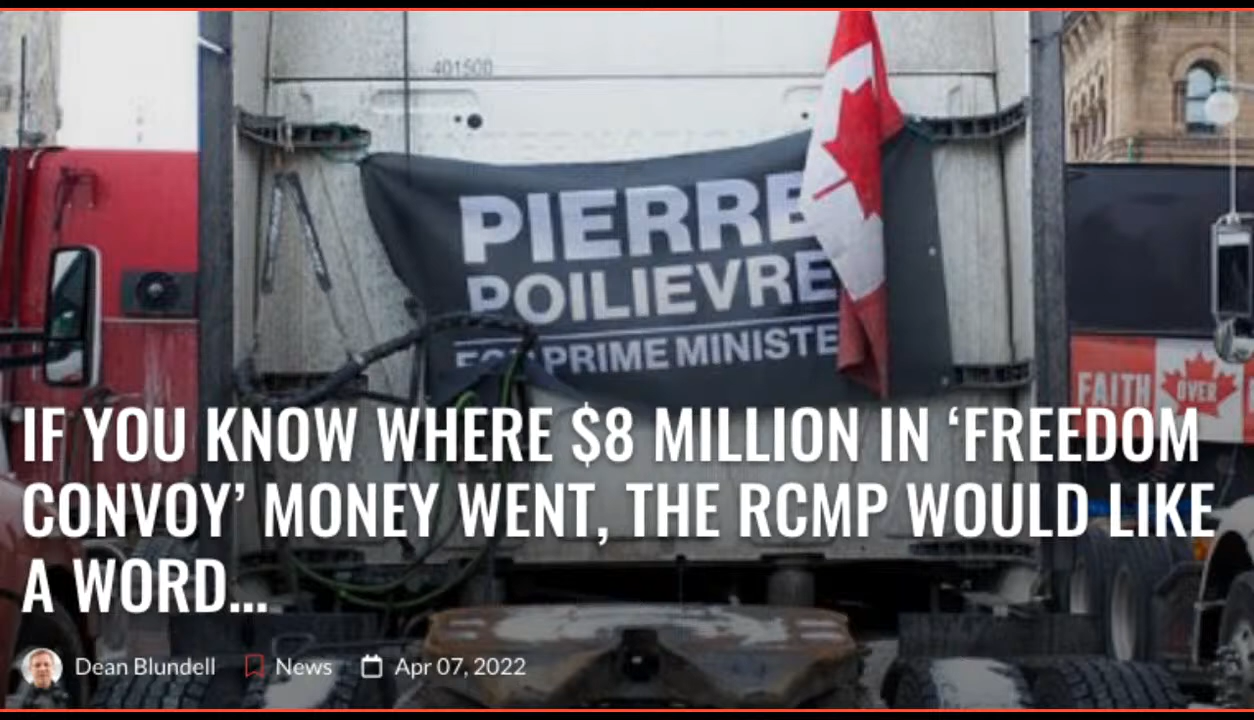 401500
PIERRE
POILIEVRE
PRIME MINISTE
FAITH OVER
IF YOU KNOW WHERE $8 MILLION IN ‘FREEDOM
CONVOY’ MONEY WENT, THE RCMP WOULD LIKE
A WORD...
Dean Blundell News Apr 07, 2022